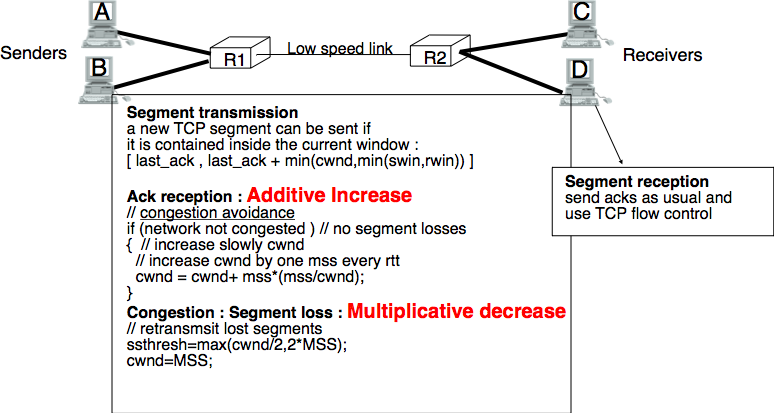 A
C
Senders
R1
Low speed link
R2
Receivers
B
D
Segment transmission
a new TCP segment can be sent if
it is contained inside the current window :
[ last_ack , last_ack + min(cwnd,min(swin,rwin)) ]
Segment reception
send acks as usual and
use TCP flow control
Ack reception : Additive Increase
// congestion avoidance
if (network not congested ) // no segment losses
{ // increase slowly cwnd
// increase cwnd by one mss every rtt
cwnd = cwnd+ mss*(mss/cwnd);
}
Congestion : Segment loss : Multiplicative decrease
// retransmsit lost segments
ssthresh=max(cwnd/2,2*MSS);
cwnd=MSS;